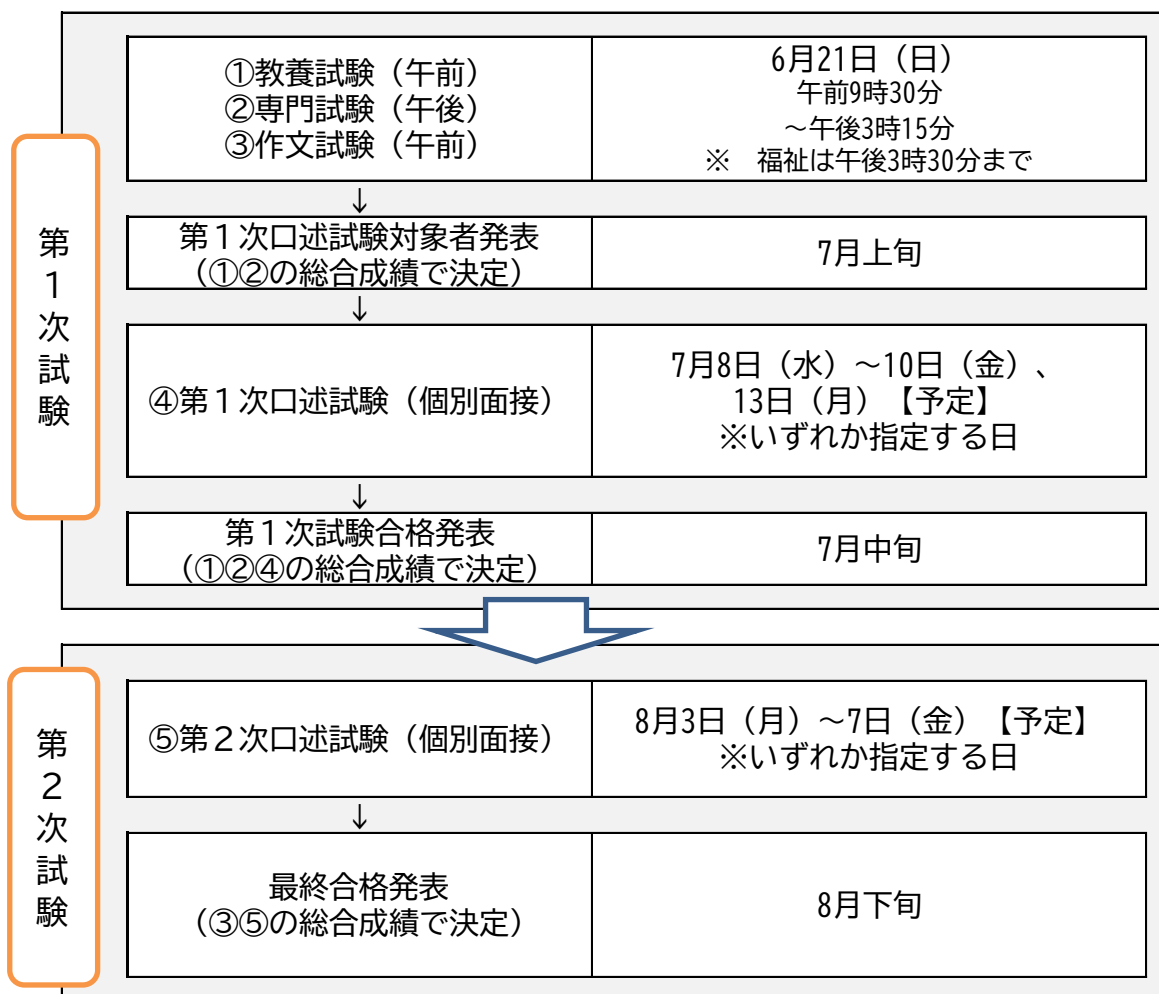 第1次試験
①教養試験（午前）
②専門試験（午後）
③作文試験（午前）
6月21日（日）
午前9時30分
～午後3時15分
※　福祉は午後3時30分まで
↓
第１次口述試験対象者発表
（①②の総合成績で決定）
7月上旬
↓
④第１次口述試験（個別面接）
7月8日（水）～10日（金）、
13日（月）【予定】
※いずれか指定する日
↓
第１次試験合格発表
（①②④の総合成績で決定）
7月中旬
第2次試験
⑤第２次口述試験（個別面接）
8月3日（月）～7日（金）【予定】
※いずれか指定する日
↓
最終合格発表
（③⑤の総合成績で決定）
8月下旬